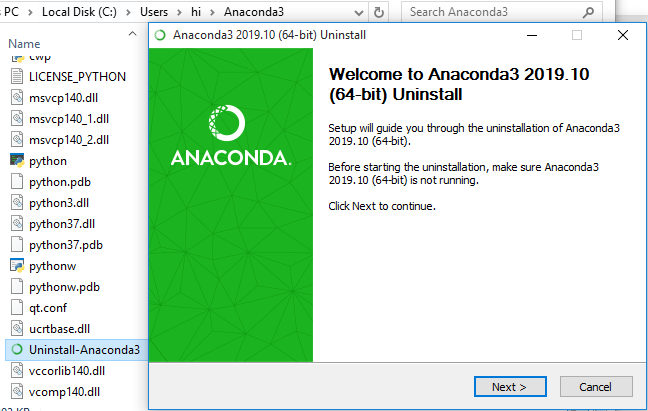 s PC > Local Disk (C:) > Users > hi > Anaconda3
Search Anaconda3
Name
cwp
LICENSE_PYTHON
msvcp140.dll
msvcp140_1.dll
msvcp140_2.dll
python
python.pdb
python3.dll
python37.dll
python37.pdb
pythonw
pythonw.pdb
qt.conf
ucrtbase.dll
Uninstall-Anaconda3
vccorlib140.dll
vcomp140.dll
Anaconda3 2019.10 (64-bit) Uninstall
ANACONDA.
Welcome to Anaconda3 2019.10
(64-bit) Uninstall
Setup will guide you through the uninstallation of Anaconda3
2019.10 (64-bit).
Before starting the uninstallation, make sure Anaconda3
2019.10 (64-bit) is not running.
Click Next to continue.
Next >
Cancel